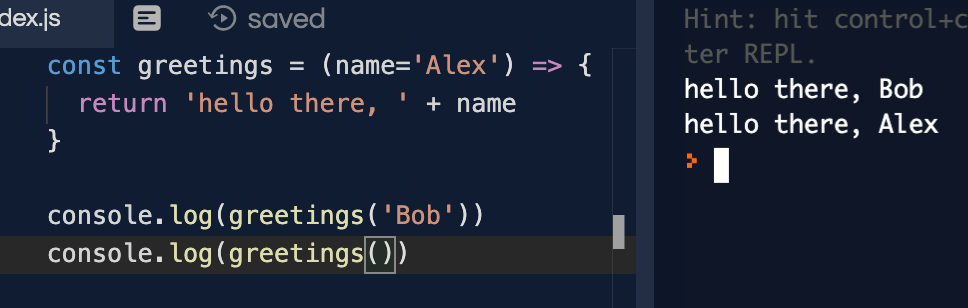 dex.js saved
const greetings = (name='Alex') => {
return 'hello there, ' + name
}
console.log(greetings('Bob'))
console.log(greetings())
Hint: hit control+c
ter REPL.
hello there, Bob
hello there, Alex